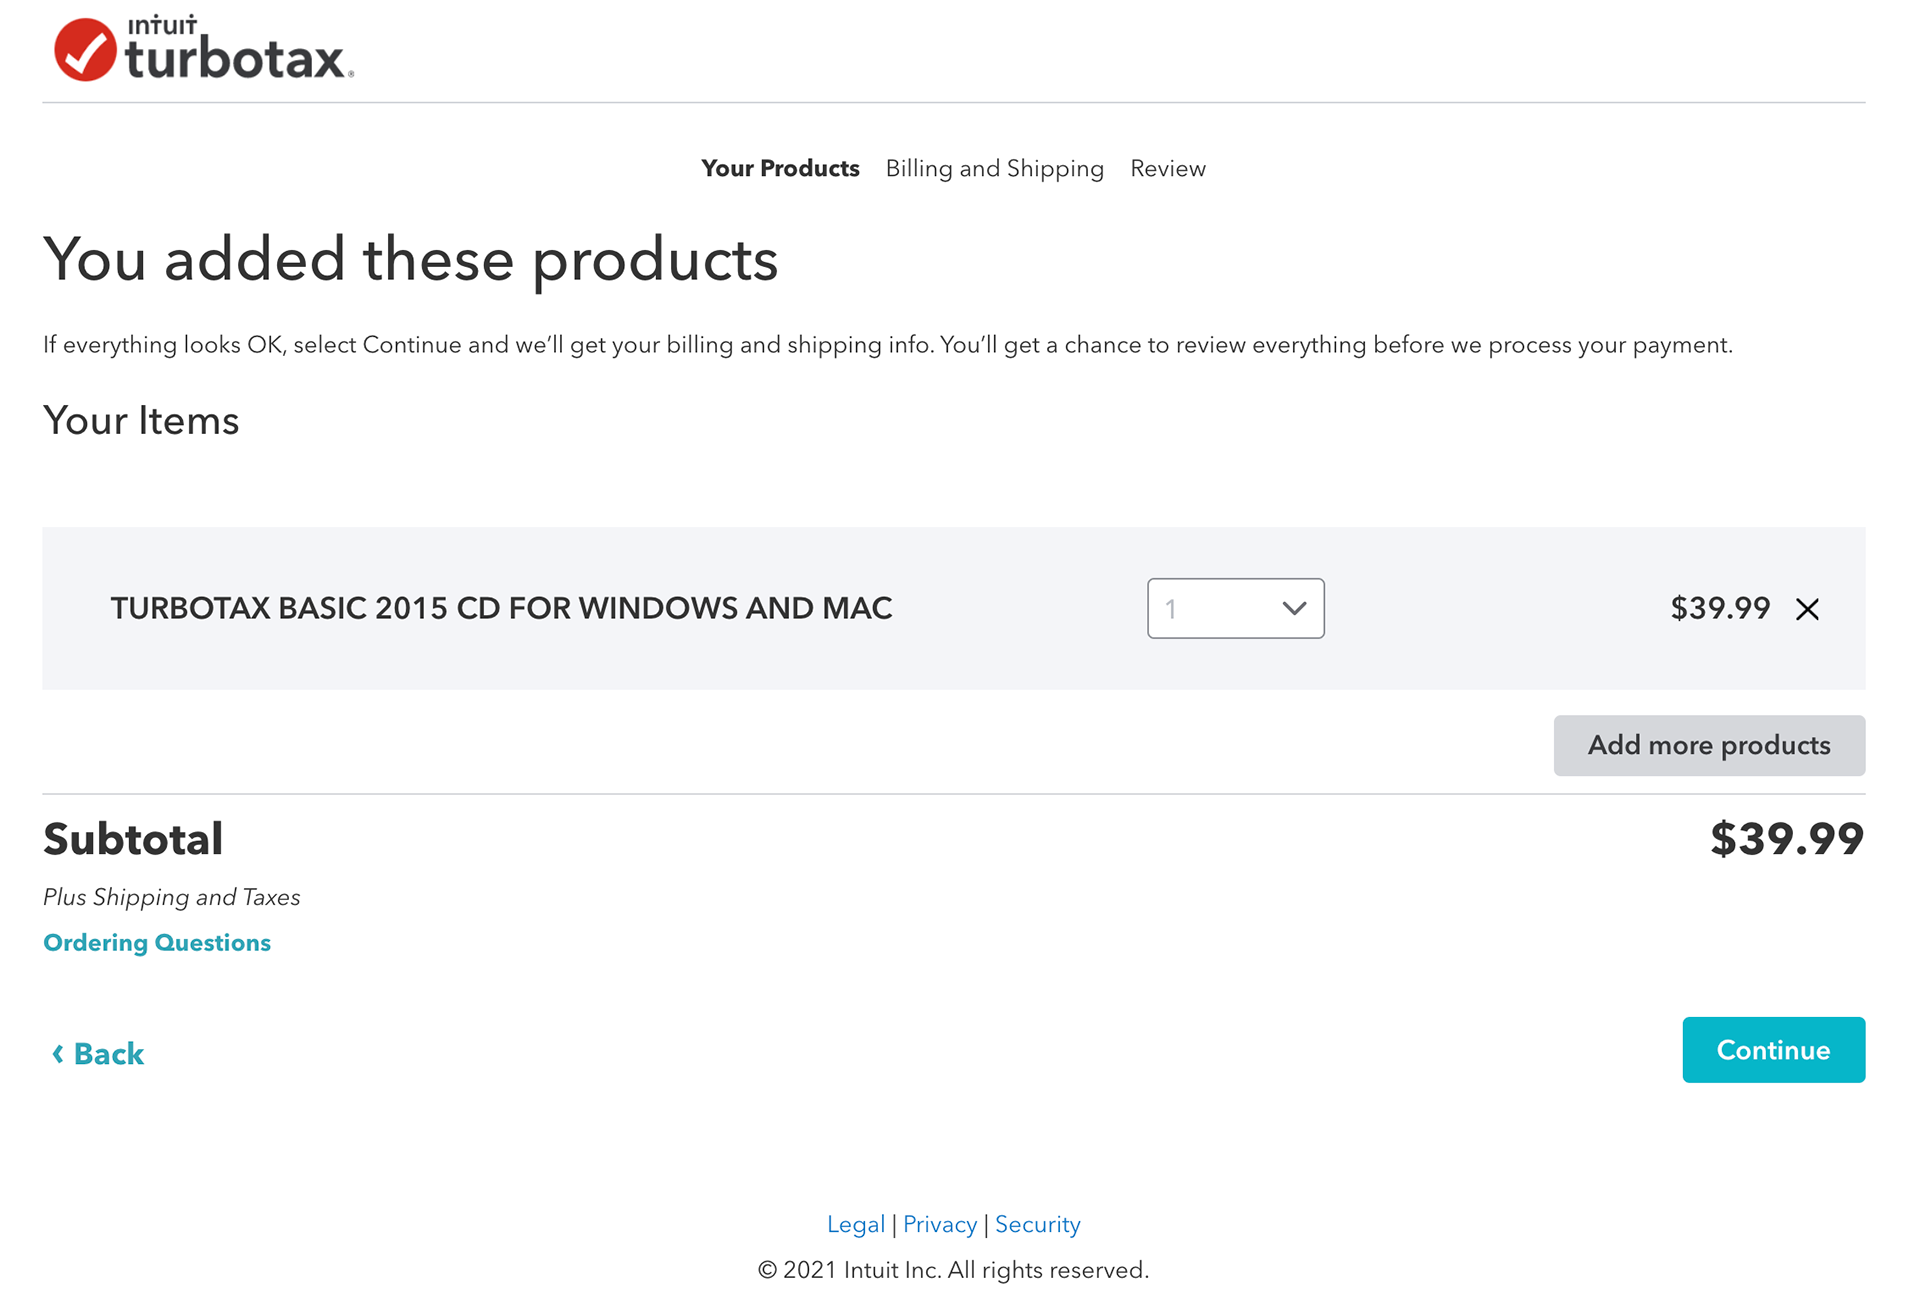 intuit
turbotax®
Your Products Billing and Shipping Review
You added these products
If everything looks OK, select Continue and we’ll get your billing and shipping info. You’ll get a chance to review everything before we process your payment.
Your Items
TURBOTAX BASIC 2015 CD FOR WINDOWS AND MAC 1 $39.99
Add more products
Subtotal $39.99
Plus Shipping and Taxes
Ordering Questions
‹ Back Continue
Legal | Privacy | Security
© 2021 Intuit Inc. All rights reserved.